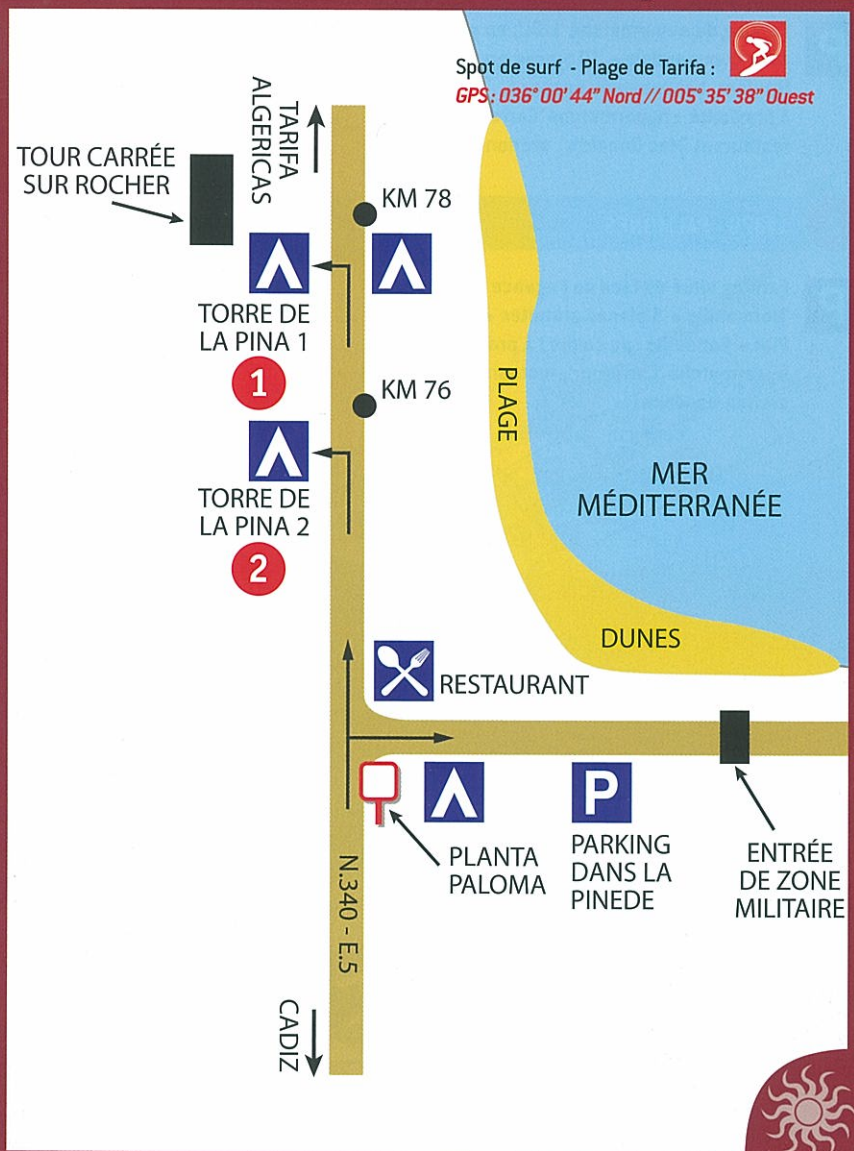 Spot de surf - Plage de Tarifa :
GPS : 036° 00' 44" Nord // 005° 35' 38" Ouest
TARIFA
ALGERICAS
TOUR CARRÉE
SUR ROCHER
KM 78
TORRE DE
LA PINA 1
1
KM 76
PLAGE
MER
MÉDITERRANÉE
TORRE DE
LA PINA 2
2
DUNES
RESTAURANT
P
PLANTA
PALOMA
PARKING
DANS LA
PINEDE
ENTRÉE
DE ZONE
MILITAIRE
N.340 - E.5
CADIZ